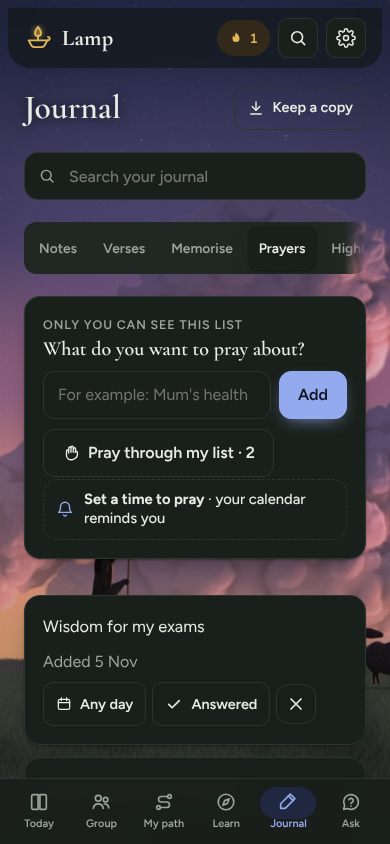 Lamp
1
Journal
Keep a copy
Search your journal
Notes
Verses
Memorise
Prayers
High
ONLY YOU CAN SEE THIS LIST
What do you want to pray about?
For example: Mum's health
Add
Pray through my list · 2
Set a time to pray · your calendar
reminds you
Wisdom for my exams
Added 5 Nov
Any day
Answered
Today
Group
My path
Learn
Journal
Ask